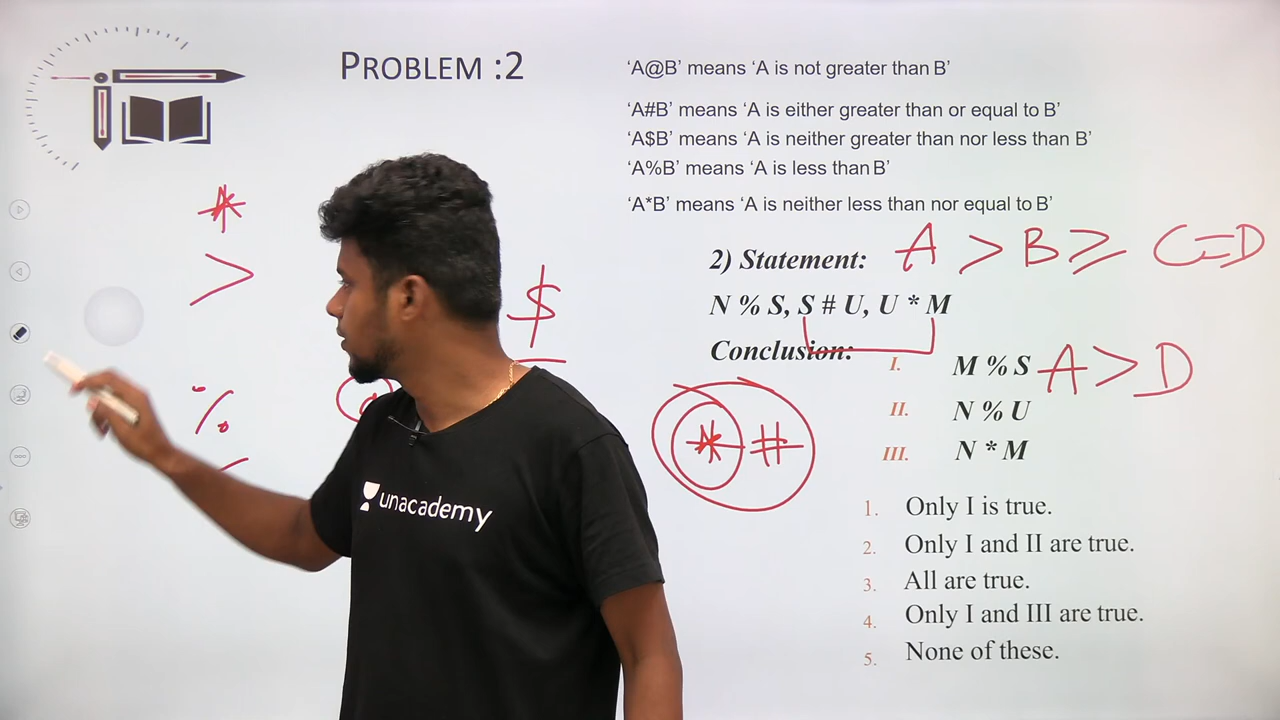 PROBLEM :2
‘A@B’ means ‘A is not greater than B’
‘A#B’ means ‘A is either greater than or equal to B’
‘A$B’ means ‘A is neither greater than nor less than B’
‘A%B’ means ‘A is less than B’
‘A*B’ means ‘A is neither less than nor equal to B’
*
>
%
$
2) Statement: A > B ≥ C=D
N % S, S # U, U * M
Conclusion:
I. M % S A > D
II. N % U
III. N * M
* #
unacademy
1. Only I is true.
2. Only I and II are true.
3. All are true.
4. Only I and III are true.
5. None of these.